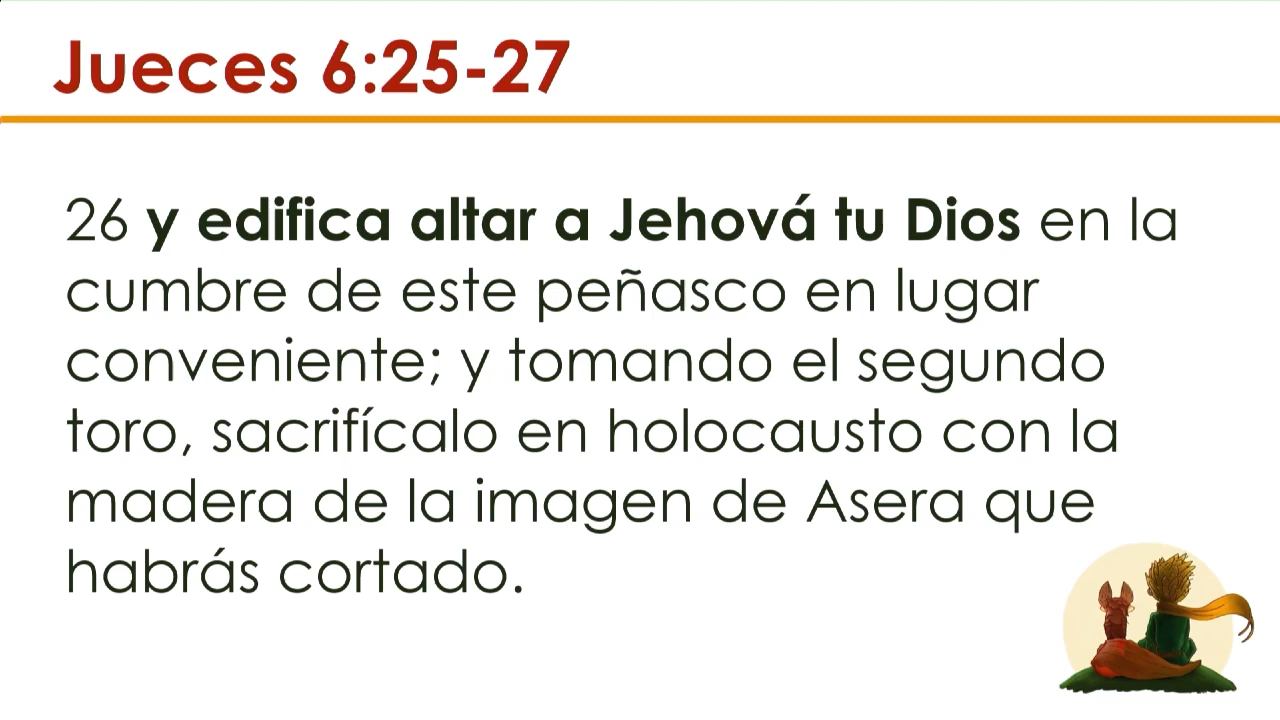 Jueces 6:25-27
26 y edifica altar a Jehová tu Dios en la
cumbre de este peñasco en lugar
conveniente; y tomando el segundo
toro, sacrifícalo en holocausto con la
madera de la imagen de Asera que
habrás cortado.